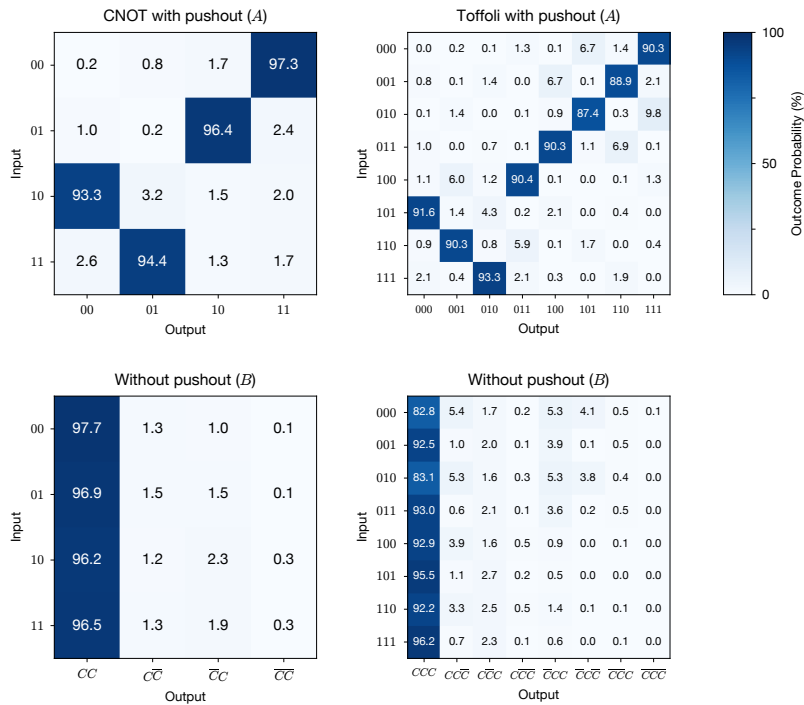 CNOT with pushout (A)
Input
00 0.2 0.8 1.7 97.3
01 1.0 0.2 96.4 2.4
10 93.3 3.2 1.5 2.0
11 2.6 94.4 1.3 1.7
00 01 10 11
Output
Toffoli with pushout (A)
Input
000 0.0 0.2 0.1 1.3 0.1 6.7 1.4 90.3
001 0.8 0.1 1.4 0.0 6.7 0.1 88.9 2.1
010 0.1 1.4 0.0 0.1 0.9 87.4 0.3 9.8
011 1.0 0.0 0.7 0.1 90.3 1.1 6.9 0.1
100 1.1 6.0 1.2 90.4 0.1 0.0 0.1 1.3
101 91.6 1.4 4.3 0.2 2.1 0.0 0.4 0.0
110 0.9 90.3 0.8 5.9 0.1 1.7 0.0 0.4
111 2.1 0.4 93.3 2.1 0.3 0.0 1.9 0.0
000 001 010 011 100 101 110 111
Output
100
50
0
Outcome Probability (%)
Without pushout (B)
Input
00 97.7 1.3 1.0 0.1
01 96.9 1.5 1.5 0.1
10 96.2 1.2 2.3 0.3
11 96.5 1.3 1.9 0.3
CC CC̅ C̅C C̅C̅
Output
Without pushout (B)
Input
000 82.8 5.4 1.7 0.2 5.3 4.1 0.5 0.1
001 92.5 1.0 2.0 0.1 3.9 0.1 0.5 0.0
010 83.1 5.3 1.6 0.3 5.3 3.8 0.4 0.0
011 93.0 0.6 2.1 0.1 3.6 0.2 0.5 0.0
100 92.9 3.9 1.6 0.5 0.9 0.0 0.1 0.0
101 95.5 1.1 2.7 0.2 0.5 0.0 0.0 0.0
110 92.2 3.3 2.5 0.5 1.4 0.1 0.1 0.0
111 96.2 0.7 2.3 0.1 0.6 0.0 0.1 0.0
CCC CCC̅ CC̅C CC̅C̅ C̅CC C̅CC̅ C̅C̅C C̅C̅C̅
Output